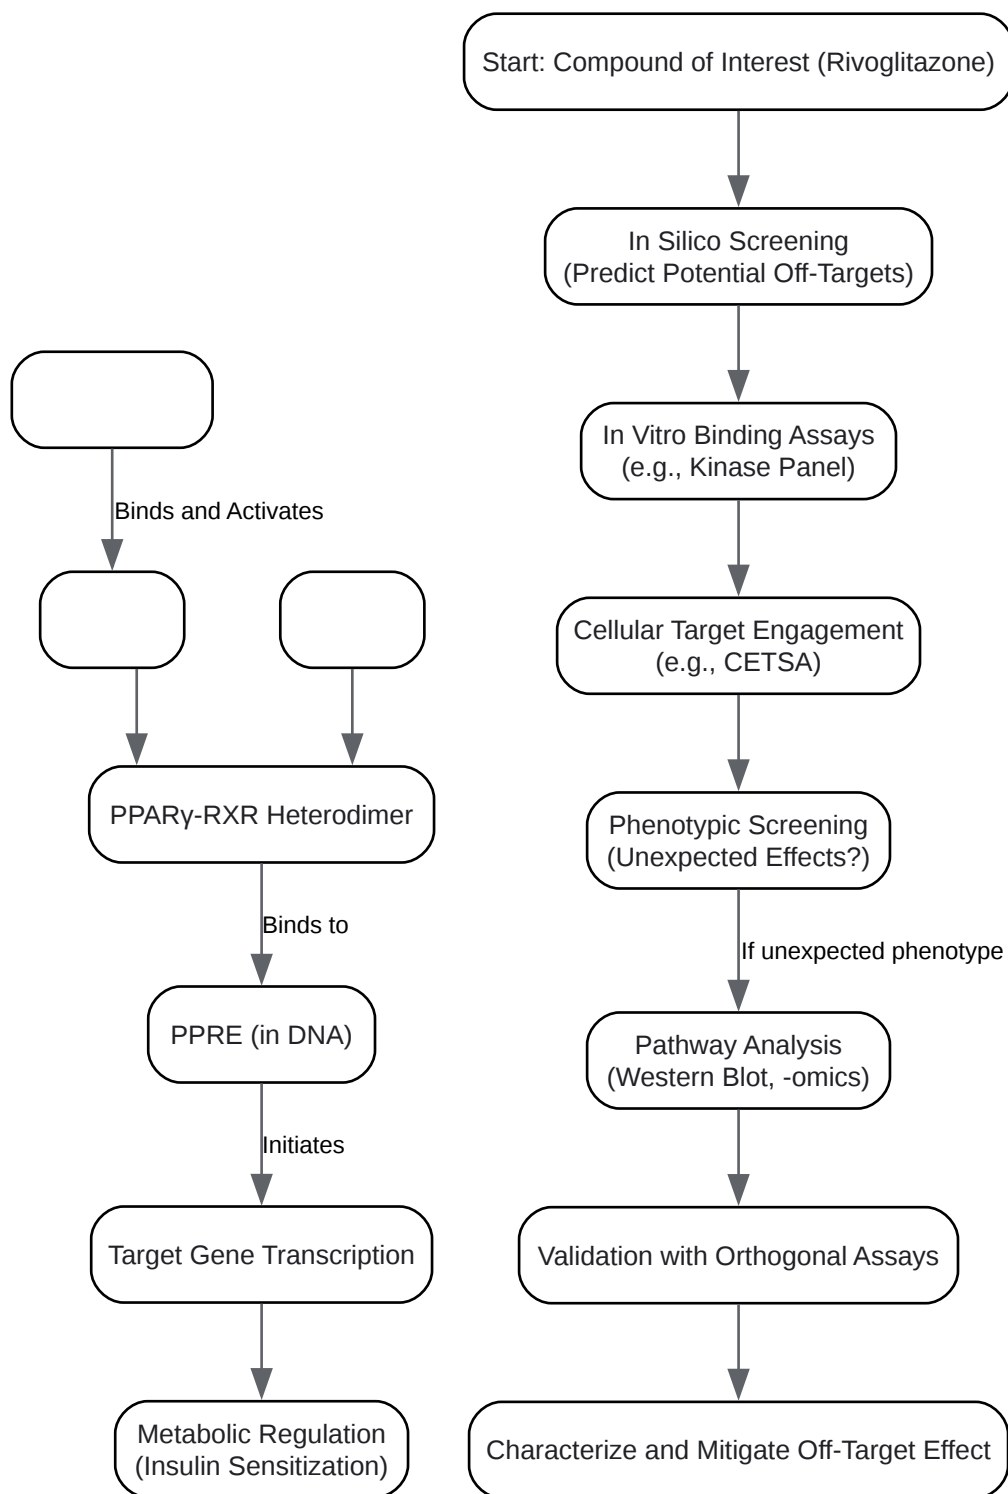 Start: Compound of Interest (Rivoglitazone)
In Silico Screening
(Predict Potential Off-Targets)
In Vitro Binding Assays
(e.g., Kinase Panel)
Cellular Target Engagement
(e.g., CETSA)
Phenotypic Screening
(Unexpected Effects?)
If unexpected phenotype
Pathway Analysis
(Western Blot, -omics)
Validation with Orthogonal Assays
Characterize and Mitigate Off-Target Effect
Binds and Activates
PPARγ-RXR Heterodimer
Binds to
PPRE (in DNA)
Initiates
Target Gene Transcription
Metabolic Regulation
(Insulin Sensitization)